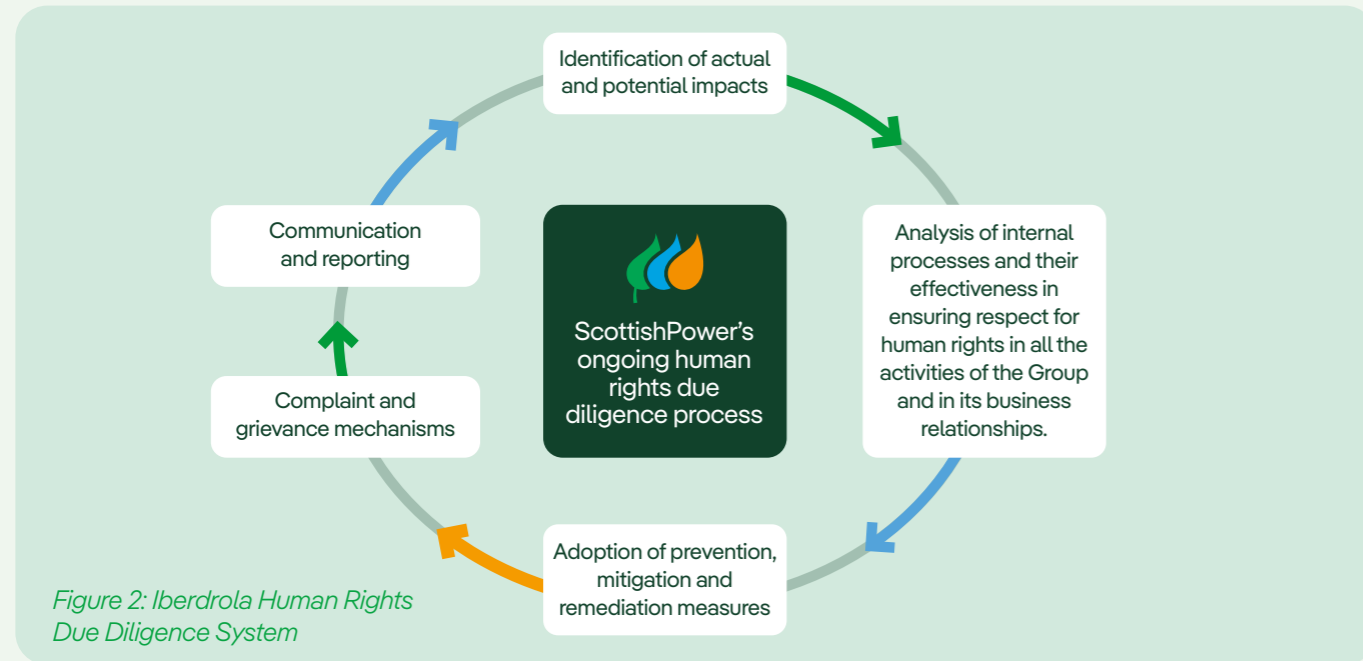 Identification of actual
and potential impacts
Analysis of internal
processes and their
effectiveness in
ensuring respect for
human rights in all the
activities of the Group
and in its business
relationships.
Adoption of prevention,
mitigation and
remediation measures
Complaint and
grievance mechanisms
Communication
and reporting
ScottishPower’s
ongoing human
rights due
diligence process
Figure 2: Iberdrola Human Rights
Due Diligence System